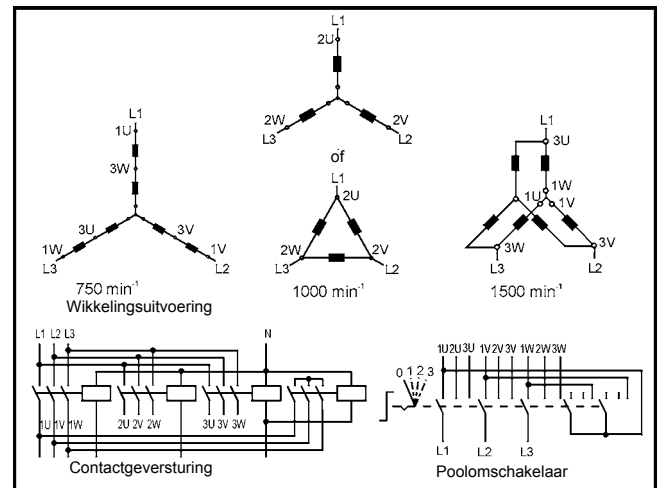 L1
2U
2W
2V
L3
L2
of
L1
1U
3W
3U
3V
1W
1V
L3
L2
750 min⁻¹
Wikkelingsuitvoering
L1
2U
2W
2V
L3
L2
1000 min⁻¹
L1
3U
1W
1U
1V
3W
3V
L3
L2
1500 min⁻¹
L1 L2 L3
N
1U 1V 1W
2U 2V 2W
3U 3V 3W
Contactgeversturing
1U 2U 3U 1V 2V 3V 1W 2W 3W
0 1 2 3
L1 L2 L3
Poolomschakelaar